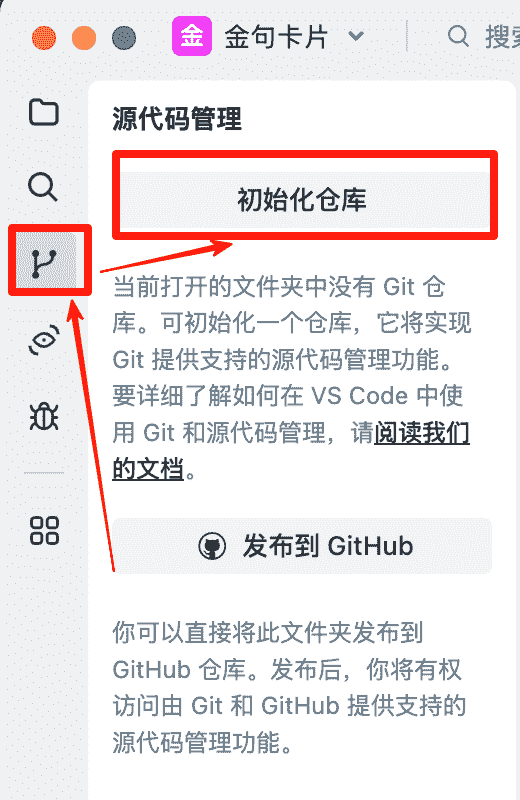 金 金句卡片 搜索
源代码管理
初始化仓库
当前打开的文件夹中没有 Git 仓
库。可初始化一个仓库，它将实现
Git 提供支持的源代码管理功能。
要详细了解如何在 VS Code 中使
用 Git 和源代码管理，请阅读我们
的文档。
发布到 GitHub
你可以直接将此文件夹发布到
GitHub 仓库。发布后，你将有权
访问由 Git 和 GitHub 提供支持的
源代码管理功能。